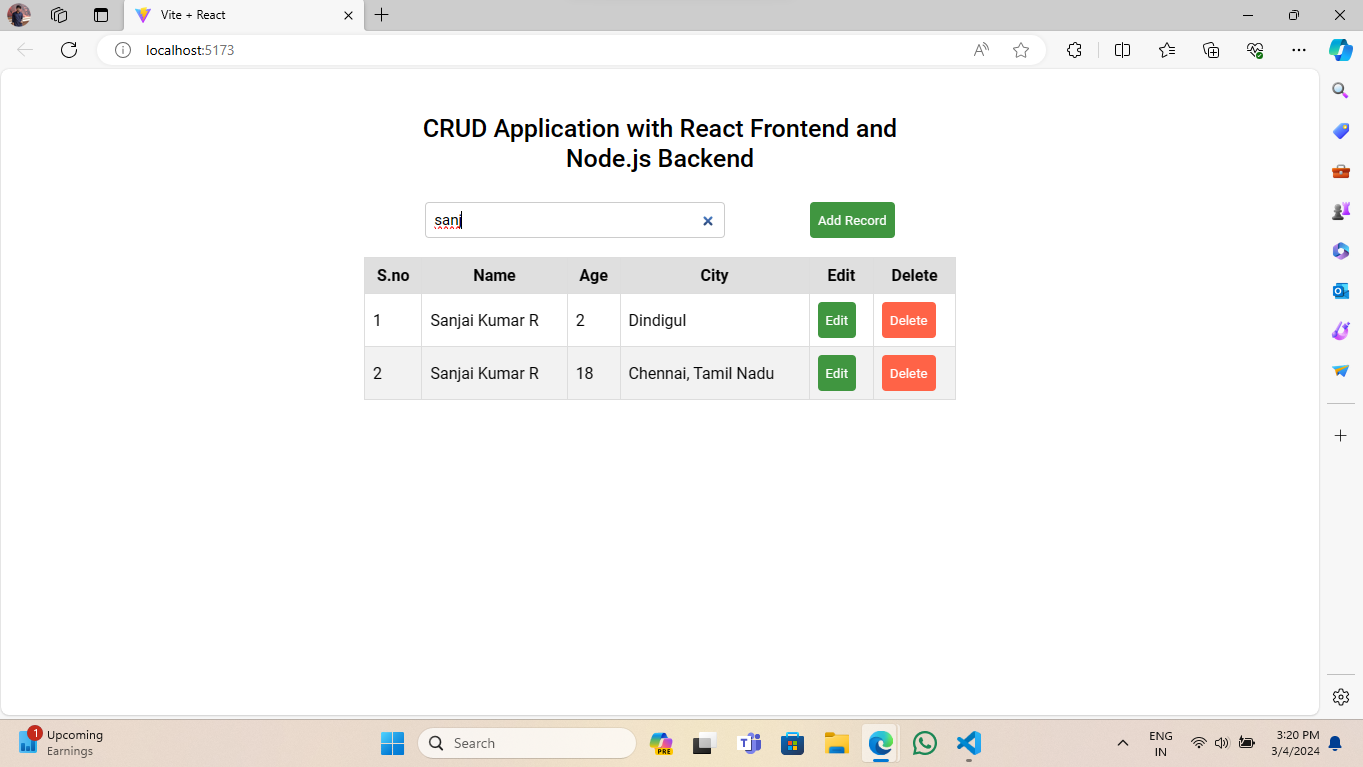 Vite + React
localhost:5173
CRUD Application with React Frontend and
Node.js Backend
sanj
Add Record
S.no Name Age City Edit Delete
1 Sanjai Kumar R 2 Dindigul Edit Delete
2 Sanjai Kumar R 18 Chennai, Tamil Nadu Edit Delete
1 Upcoming
Earnings
Search
PRE
ENG
IN
3:20 PM
3/4/2024